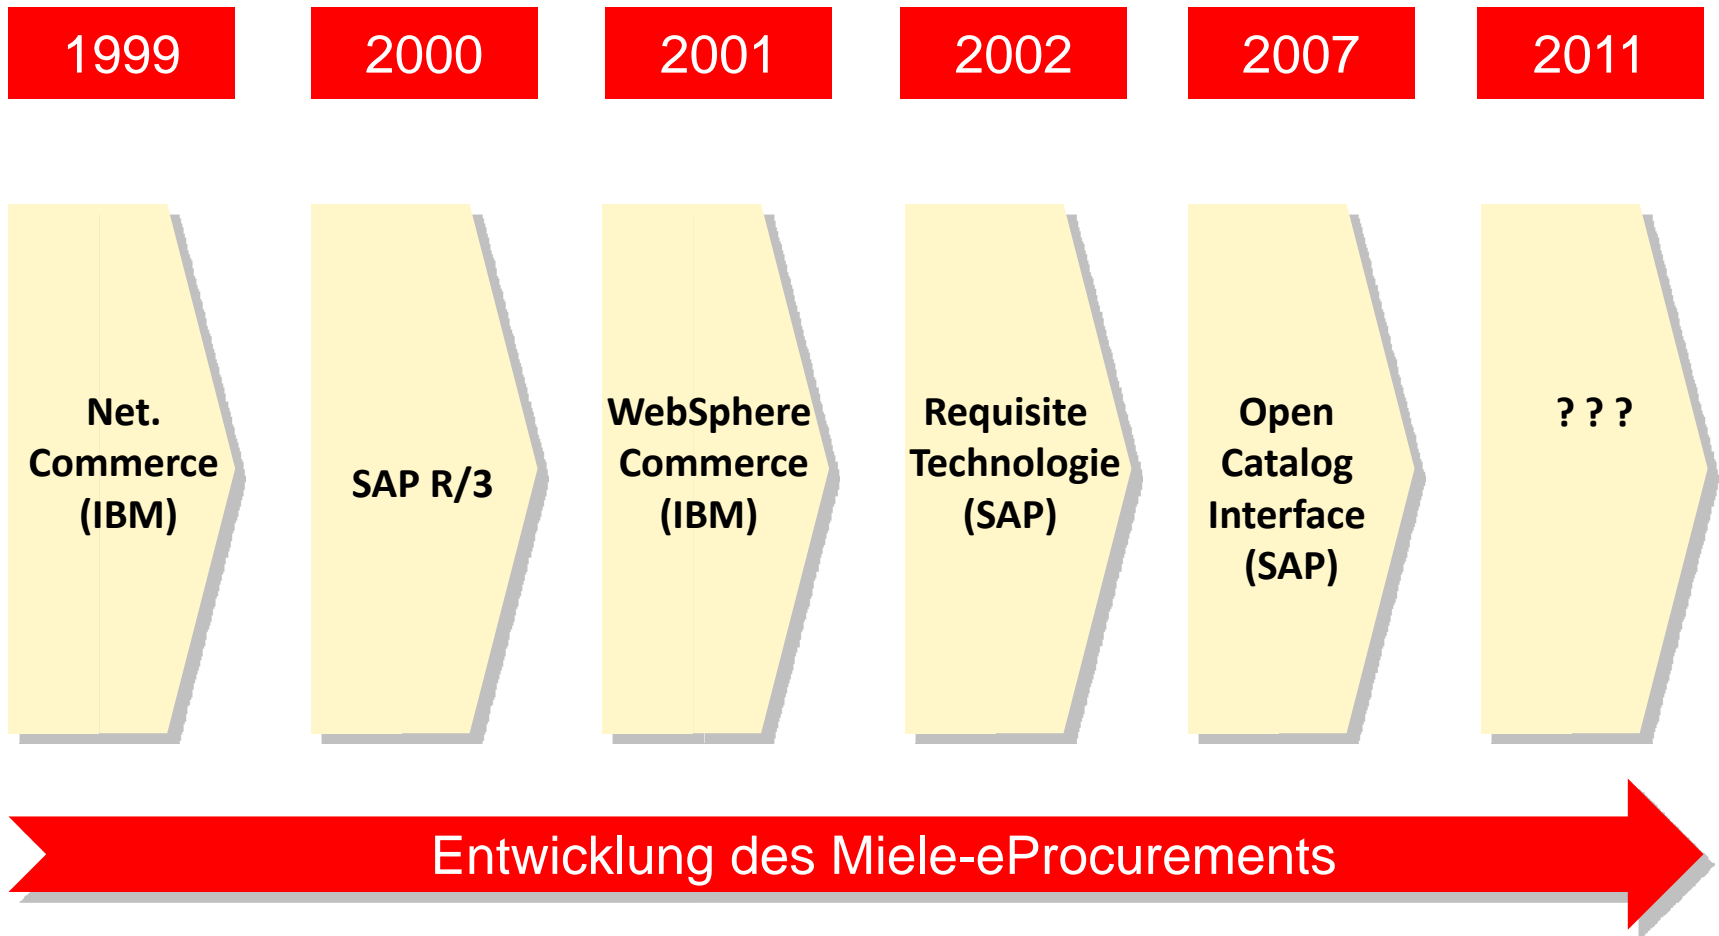 1999
2000
2001
2002
2007
2011
Net.
Commerce
(IBM)
SAP R/3
WebSphere
Commerce
(IBM)
Requisite
Technologie
(SAP)
Open
Catalog
Interface
(SAP)
? ? ?
Entwicklung des Miele-eProcurements